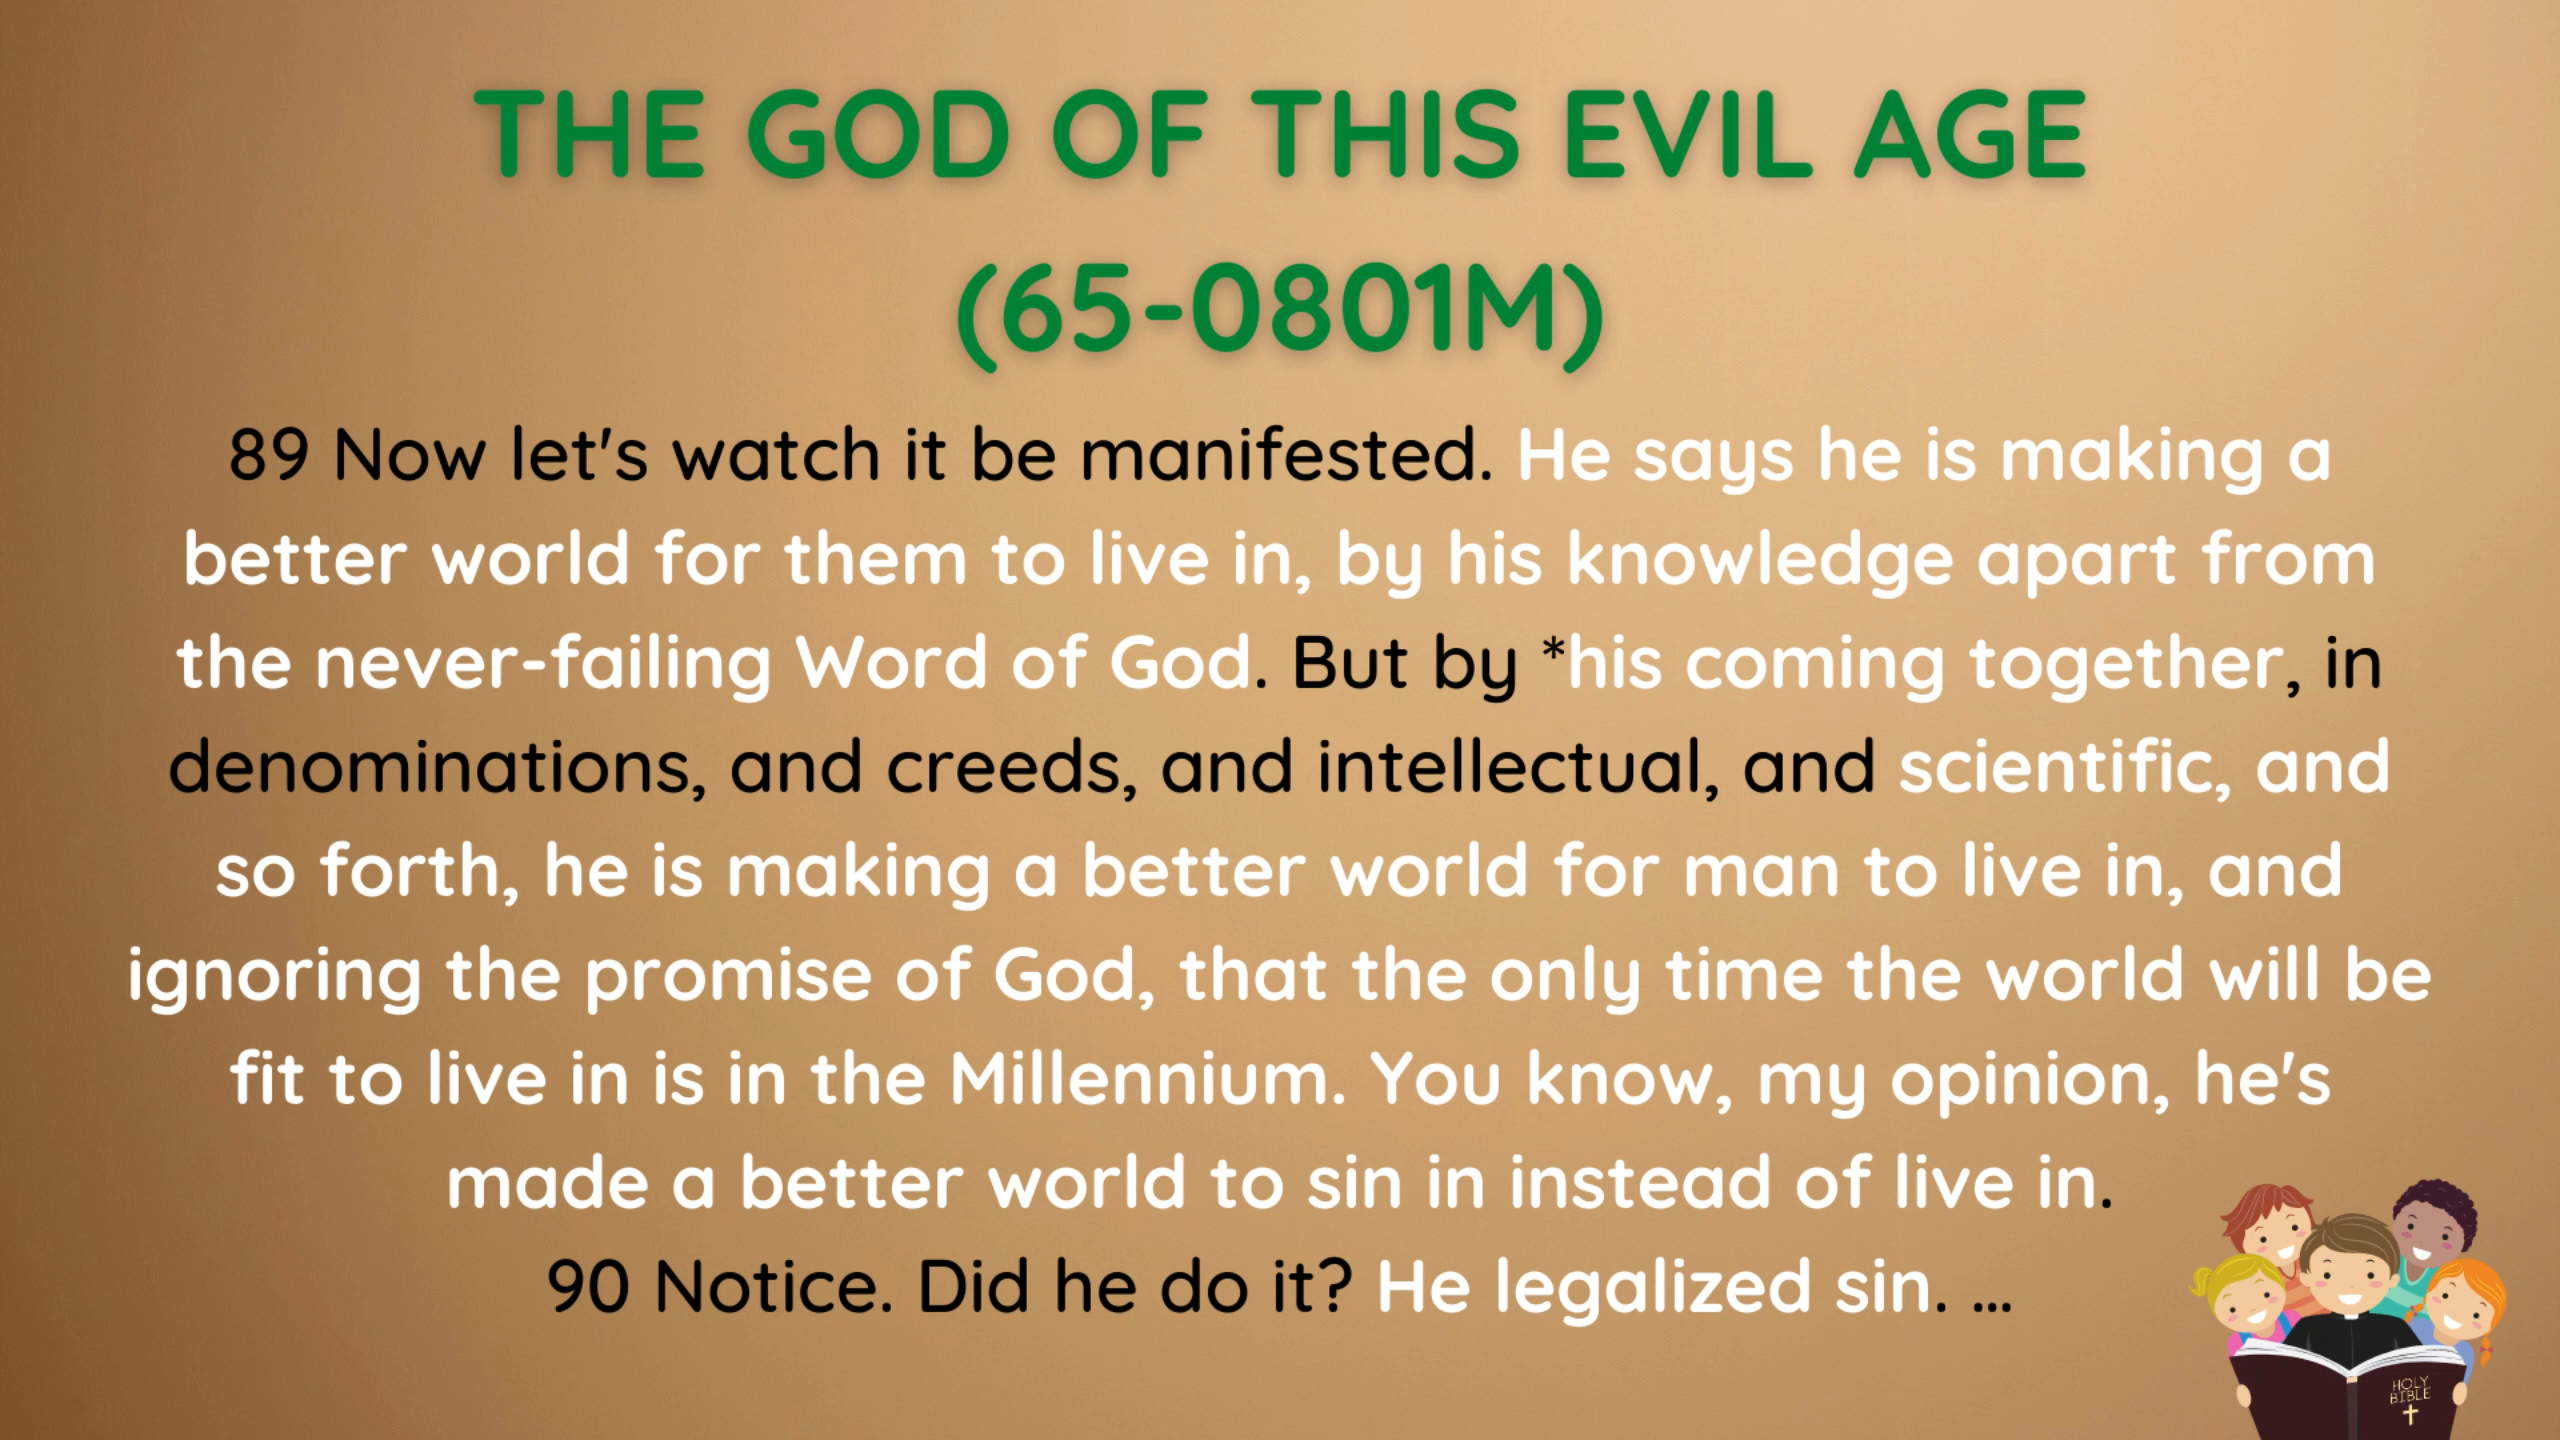 THE GOD OF THIS EVIL AGE
(65-0801M)
89 Now let's watch it be manifested. He says he is making a
better world for them to live in, by his knowledge apart from
the never-failing Word of God. But by *his coming together, in
denominations, and creeds, and intellectual, and scientific, and
so forth, he is making a better world for man to live in, and
ignoring the promise of God, that the only time the world will be
fit to live in is in the Millennium. You know, my opinion, he's
made a better world to sin in instead of live in.
90 Notice. Did he do it? He legalized sin. ...
HOLY
BIBLE